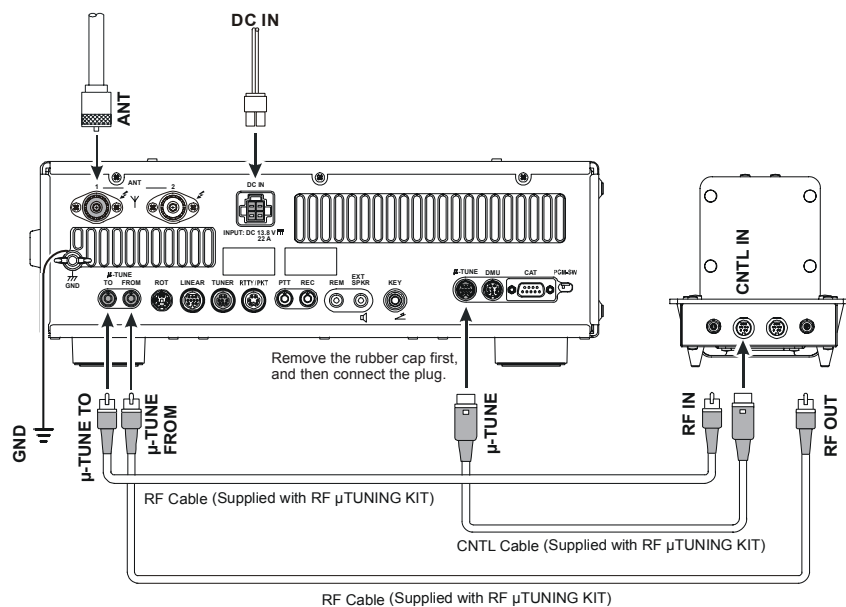 DC IN
ANT
1 ANT 2
DC IN
INPUT: DC 13.8 V
22 A
GND
µ-TUNE
TO FROM ROT LINEAR TUNER RTTY/PKT PTT REC REM EXT SPKR KEY
µ-TUNE DMU CAT PGM-SW
CNTL IN
Remove the rubber cap first,
and then connect the plug.
GND
µ-TUNE TO
µ-TUNE
FROM
µ-TUNE
RF IN
RF OUT
RF Cable (Supplied with RF µTUNING KIT)
CNTL Cable (Supplied with RF µTUNING KIT)
RF Cable (Supplied with RF µTUNING KIT)